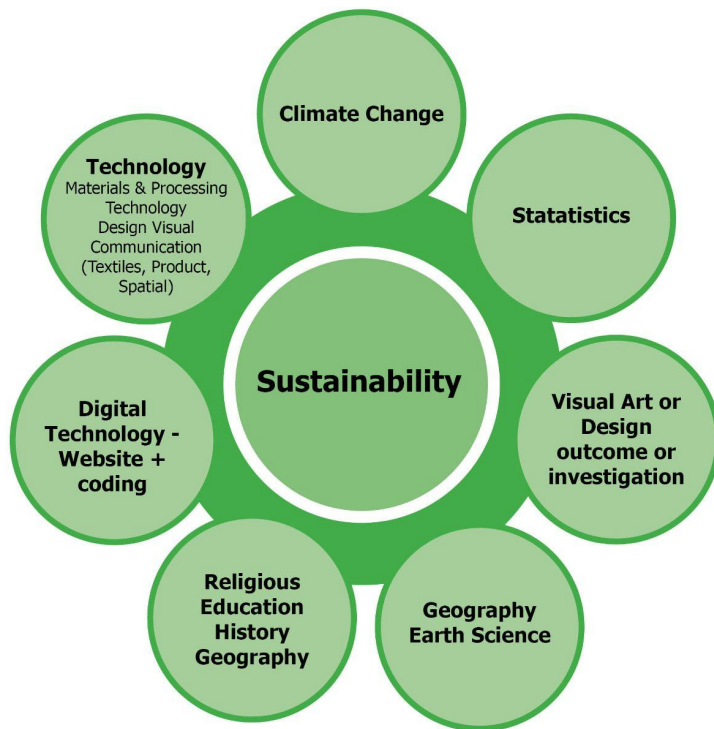 Climate Change
Statatistics
Visual Art or
Design
outcome or
investigation
Geography
Earth Science
Religious
Education
History
Geography
Digital
Technology -
Website +
coding
Technology
Materials & Processing
Technology
Design Visual
Communication
(Textiles, Product,
Spatial)
Sustainability